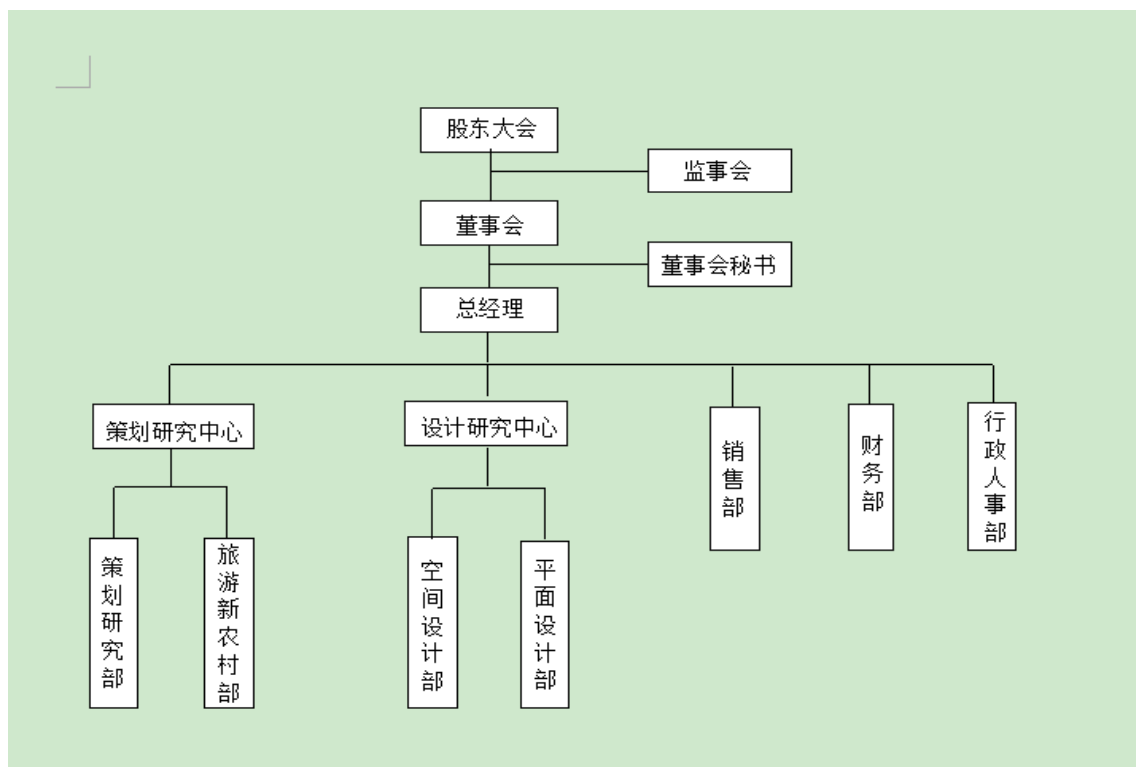 股东大会
监事会
董事会
董事会秘书
总经理
策划研究中心
设计研究中心
销售部
财务部
行政人事部
策划研究部
旅游新农村部
空间设计部
平面设计部